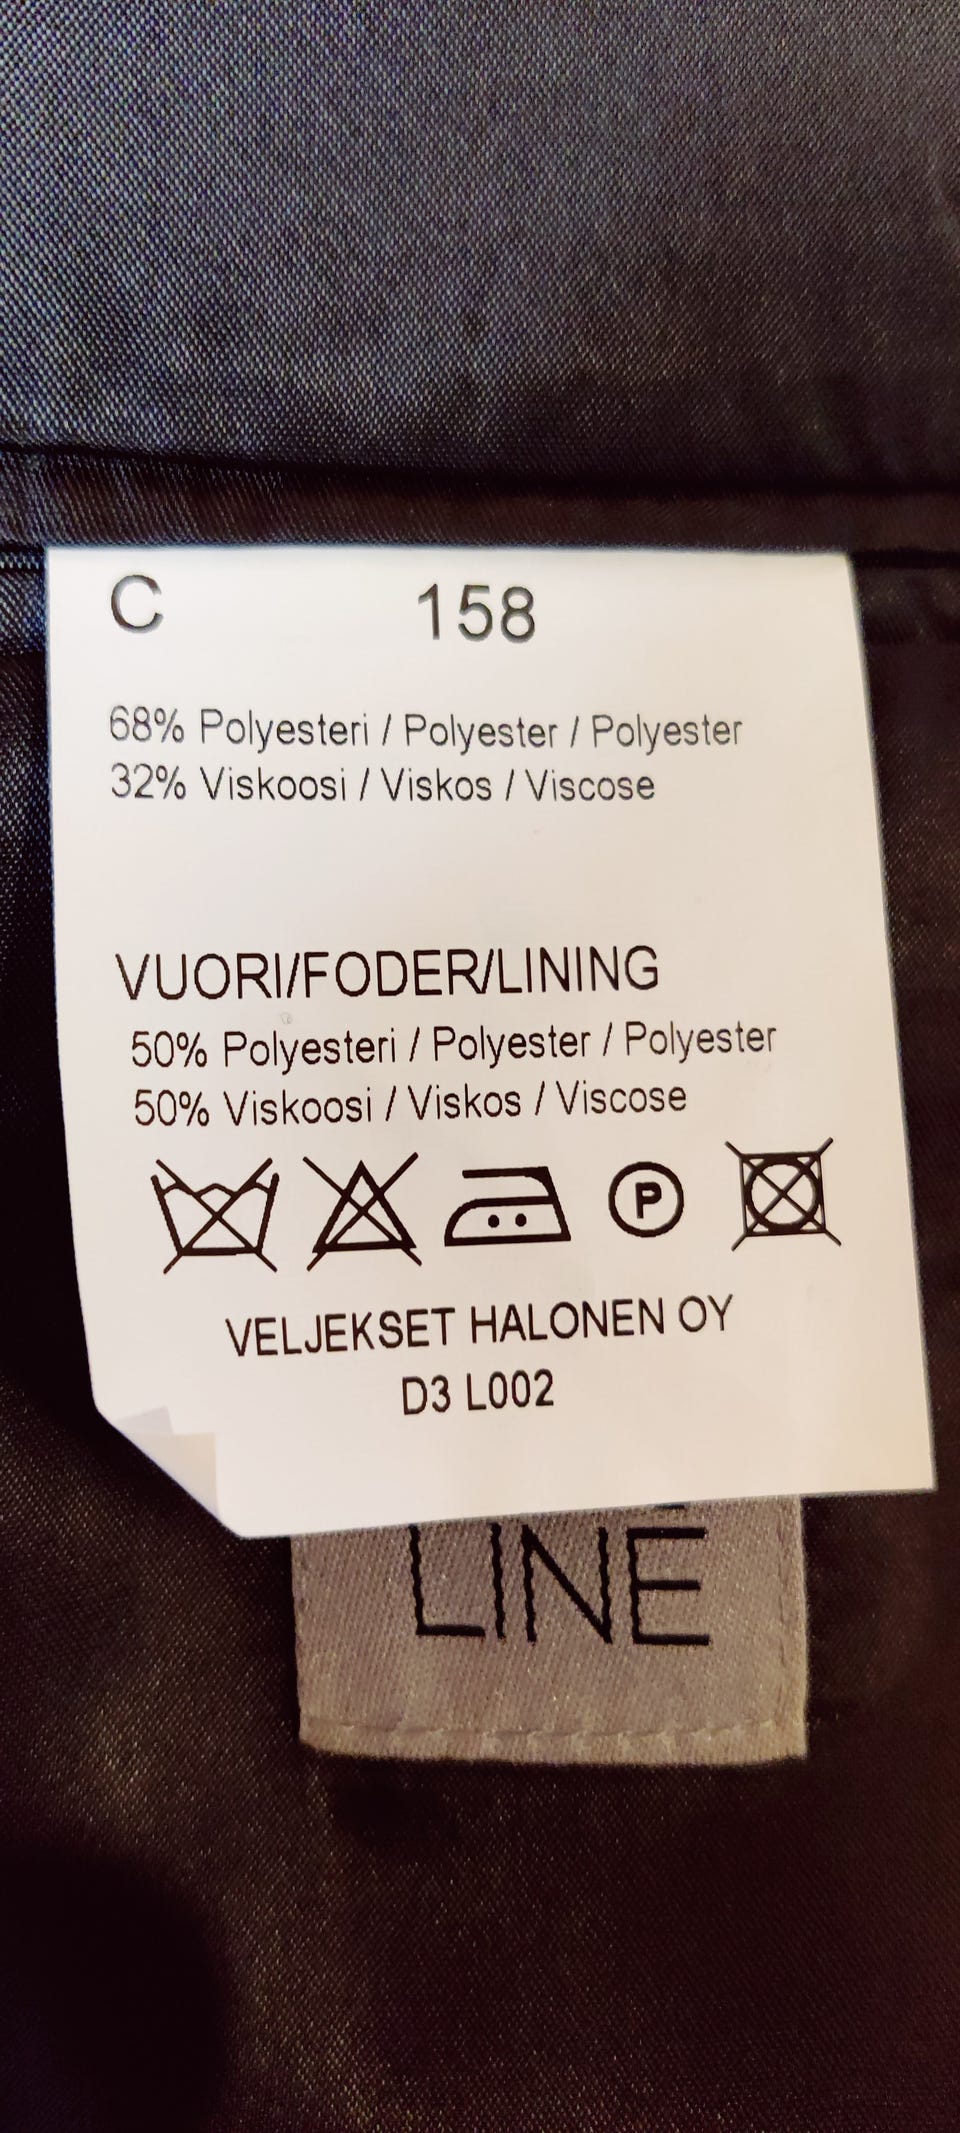 C 158
68% Polyesteri / Polyester / Polyester
32% Viskoosi / Viskos / Viscose
VUORI/FODER/LINING
50% Polyesteri / Polyester / Polyester
50% Viskoosi / Viskos / Viscose
P
VELJEKSET HALONEN OY
D3 L002
LINE